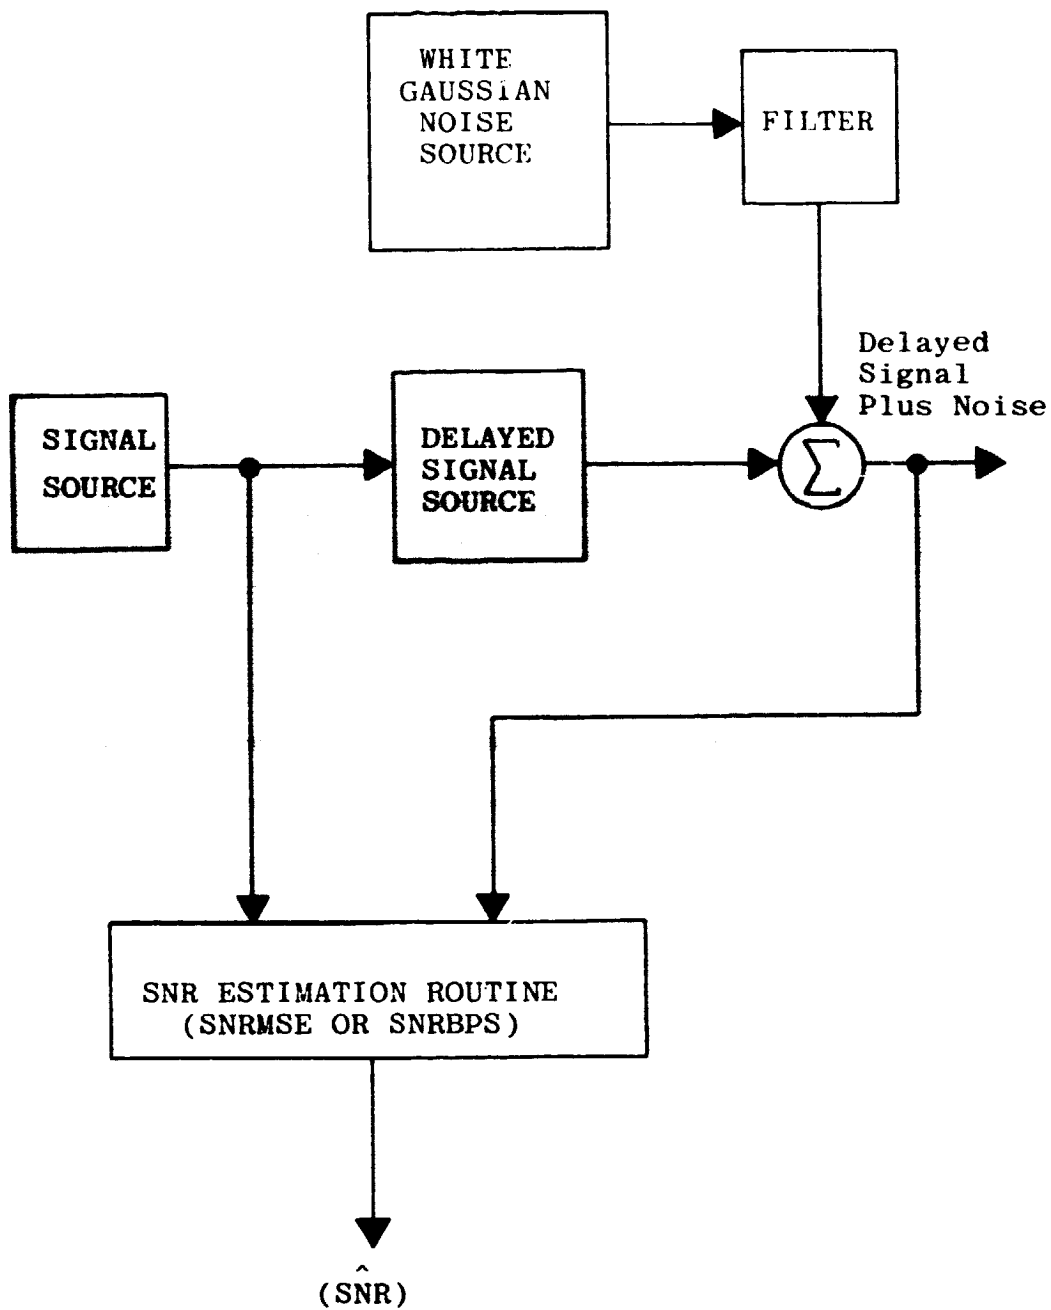 WHITE
GAUSSIAN
NOISE
SOURCE
FILTER
Delayed
Signal
Plus Noise
SIGNAL
SOURCE
DELAYED
SIGNAL
SOURCE
Σ
SNR ESTIMATION ROUTINE
(SNRMSE OR SNRBPS)
^
(SNR)